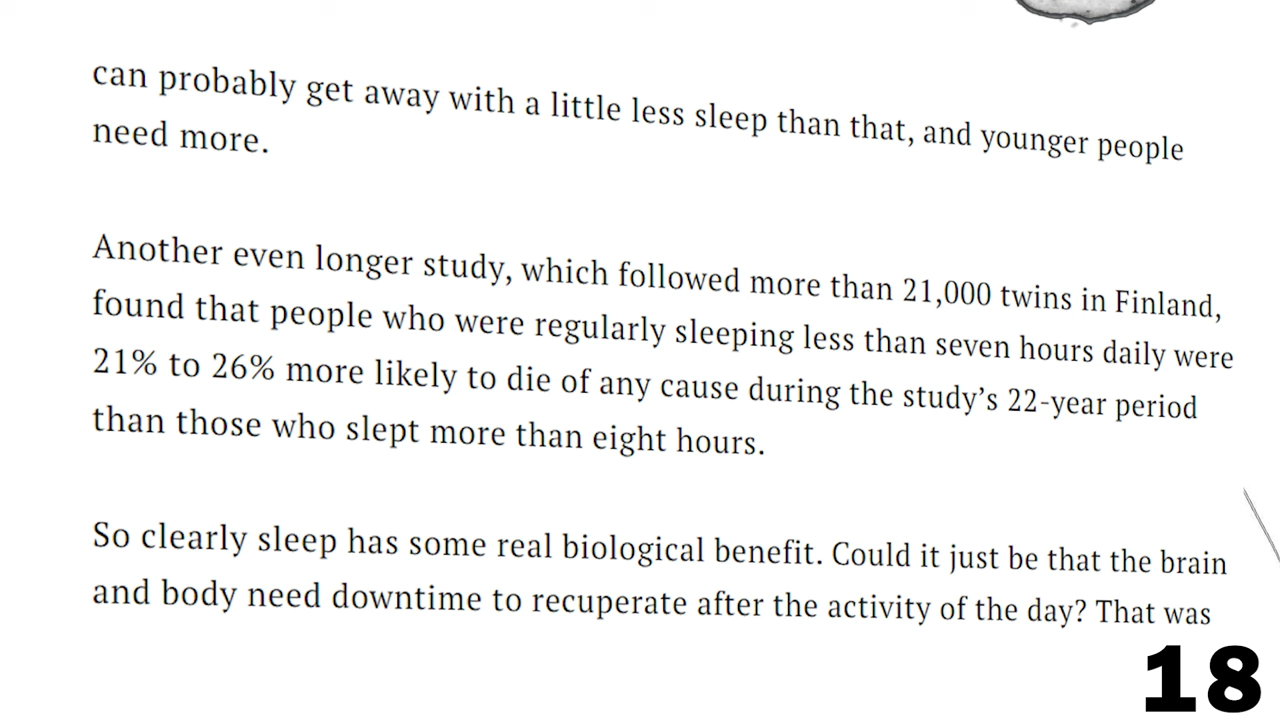 can probably get away with a little less sleep than that, and younger people
need more.
Another even longer study, which followed more than 21,000 twins in Finland,
found that people who were regularly sleeping less than seven hours daily were
21% to 26% more likely to die of any cause during the study’s 22-year period
than those who slept more than eight hours.
So clearly sleep has some real biological benefit. Could it just be that the brain
and body need downtime to recuperate after the activity of the day? That was
18